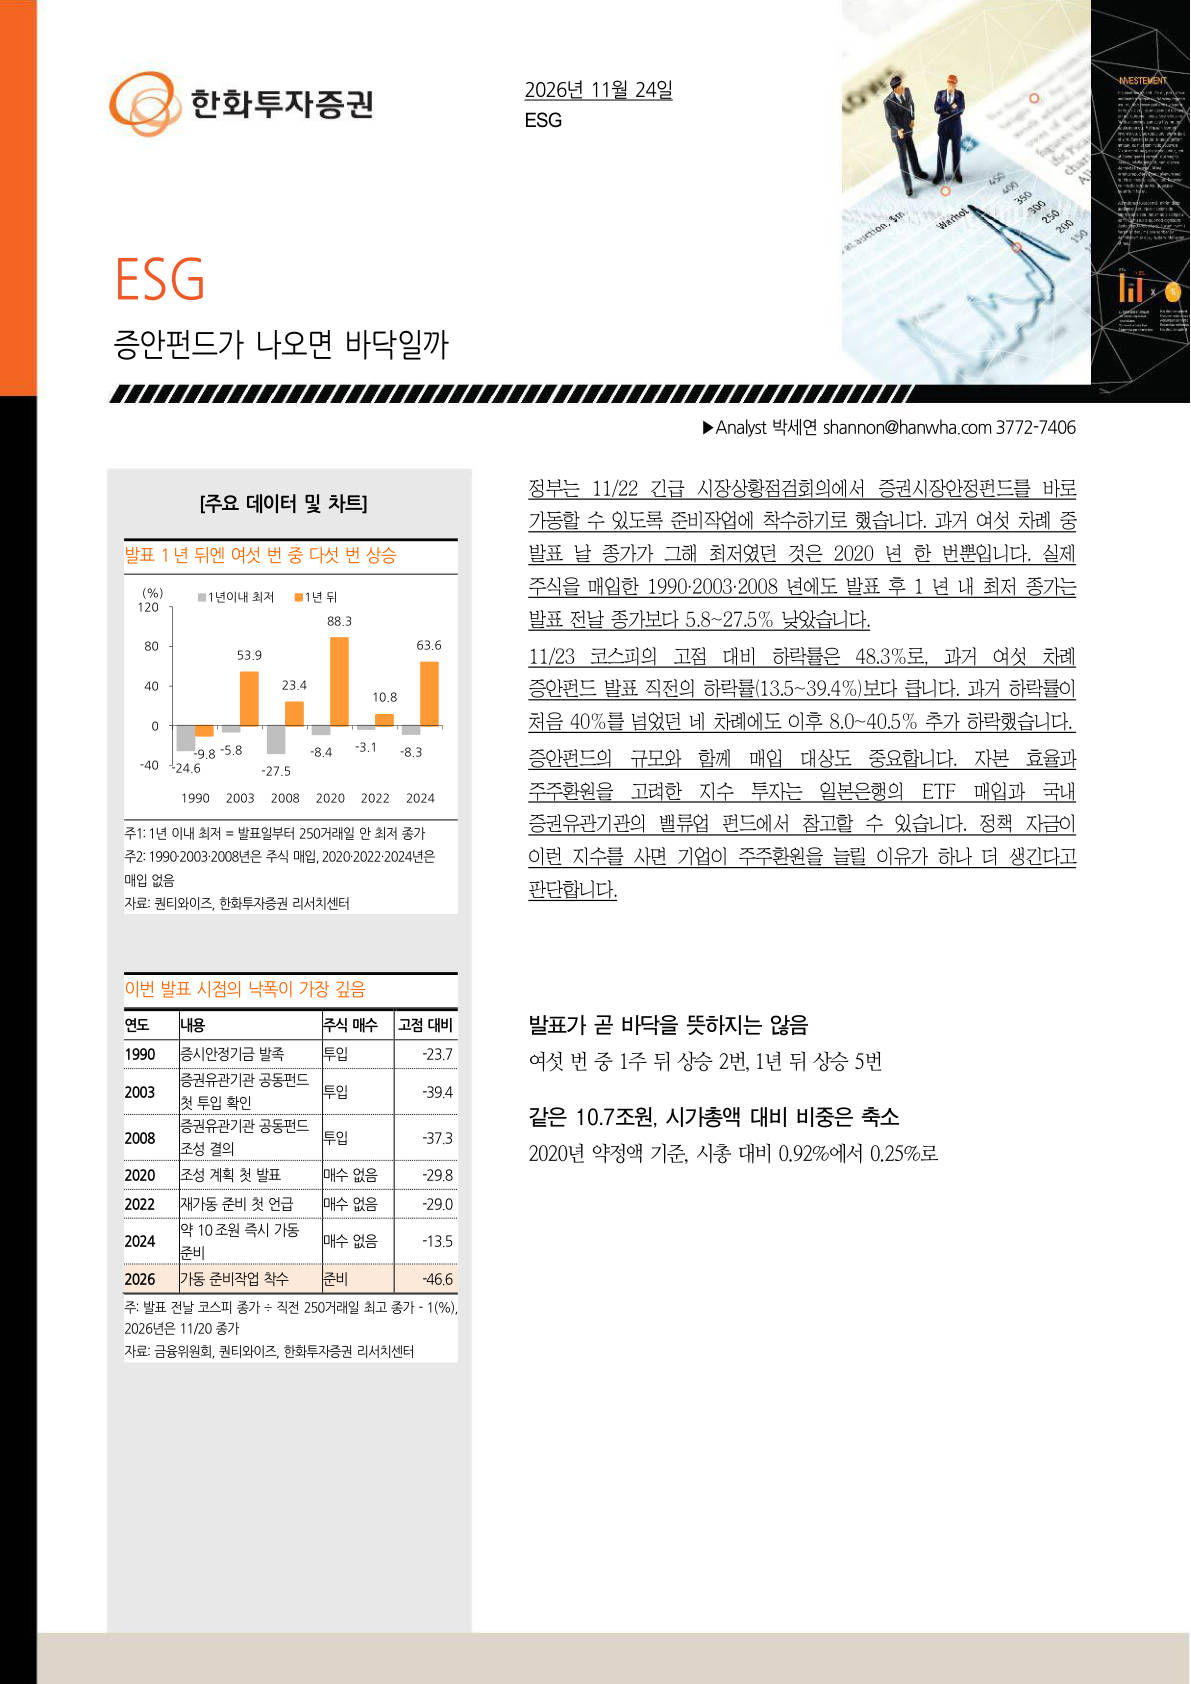 한화투자증권
2026년 11월 24일
ESG
INVESTEMENT
Warhol
at auction, $m
450
400
350
300
250
200
150
ESG
증안펀드가 나오면 바닥일까
▶Analyst 박세연 shannon@hanwha.com 3772-7406
[주요 데이터 및 차트]
발표 1년 뒤엔 여섯 번 중 다섯 번 상승
(%)
■1년이내 최저 ■1년 뒤
120
80
40
0
-40
-24.6 -9.8 -5.8 53.9 -27.5 23.4 -8.4 88.3 -3.1 10.8 -8.3 63.6
1990 2003 2008 2020 2022 2024
주1: 1년 이내 최저 = 발표일부터 250거래일 안 최저 종가
주2: 1990·2003·2008년은 주식 매입, 2020·2022·2024년은
매입 없음
자료: 퀀티와이즈, 한화투자증권 리서치센터
이번 발표 시점의 낙폭이 가장 깊음
연도 내용 주식 매수 고점 대비
1990 증시안정기금 발족 투입 -23.7
2003 증권유관기관 공동펀드
첫 투입 확인 투입 -39.4
2008 증권유관기관 공동펀드
조성 결의 투입 -37.3
2020 조성 계획 첫 발표 매수 없음 -29.8
2022 재가동 준비 첫 언급 매수 없음 -29.0
2024 약 10조원 즉시 가동
준비 매수 없음 -13.5
2026 가동 준비작업 착수 준비 -46.6
주: 발표 전날 코스피 종가 ÷ 직전 250거래일 최고 종가 - 1(%),
2026년은 11/20 종가
자료: 금융위원회, 퀀티와이즈, 한화투자증권 리서치센터
정부는 11/22 긴급 시장상황점검회의에서 증권시장안정펀드를 바로
가동할 수 있도록 준비작업에 착수하기로 했습니다. 과거 여섯 차례 중
발표 날 종가가 그해 최저였던 것은 2020 년 한 번뿐입니다. 실제
주식을 매입한 1990·2003·2008 년에도 발표 후 1 년 내 최저 종가는
발표 전날 종가보다 5.8~27.5% 낮았습니다.
11/23 코스피의 고점 대비 하락률은 48.3%로, 과거 여섯 차례
증안펀드 발표 직전의 하락률(13.5~39.4%)보다 큽니다. 과거 하락률이
처음 40%를 넘었던 네 차례에도 이후 8.0~40.5% 추가 하락했습니다.
증안펀드의 규모와 함께 매입 대상도 중요합니다. 자본 효율과
주주환원을 고려한 지수 투자는 일본은행의 ETF 매입과 국내
증권유관기관의 밸류업 펀드에서 참고할 수 있습니다. 정책 자금이
이런 지수를 사면 기업이 주주환원을 늘릴 이유가 하나 더 생긴다고
판단합니다.
발표가 곧 바닥을 뜻하지는 않음
여섯 번 중 1주 뒤 상승 2번, 1년 뒤 상승 5번
같은 10.7조원, 시가총액 대비 비중은 축소
2020년 약정액 기준, 시총 대비 0.92%에서 0.25%로